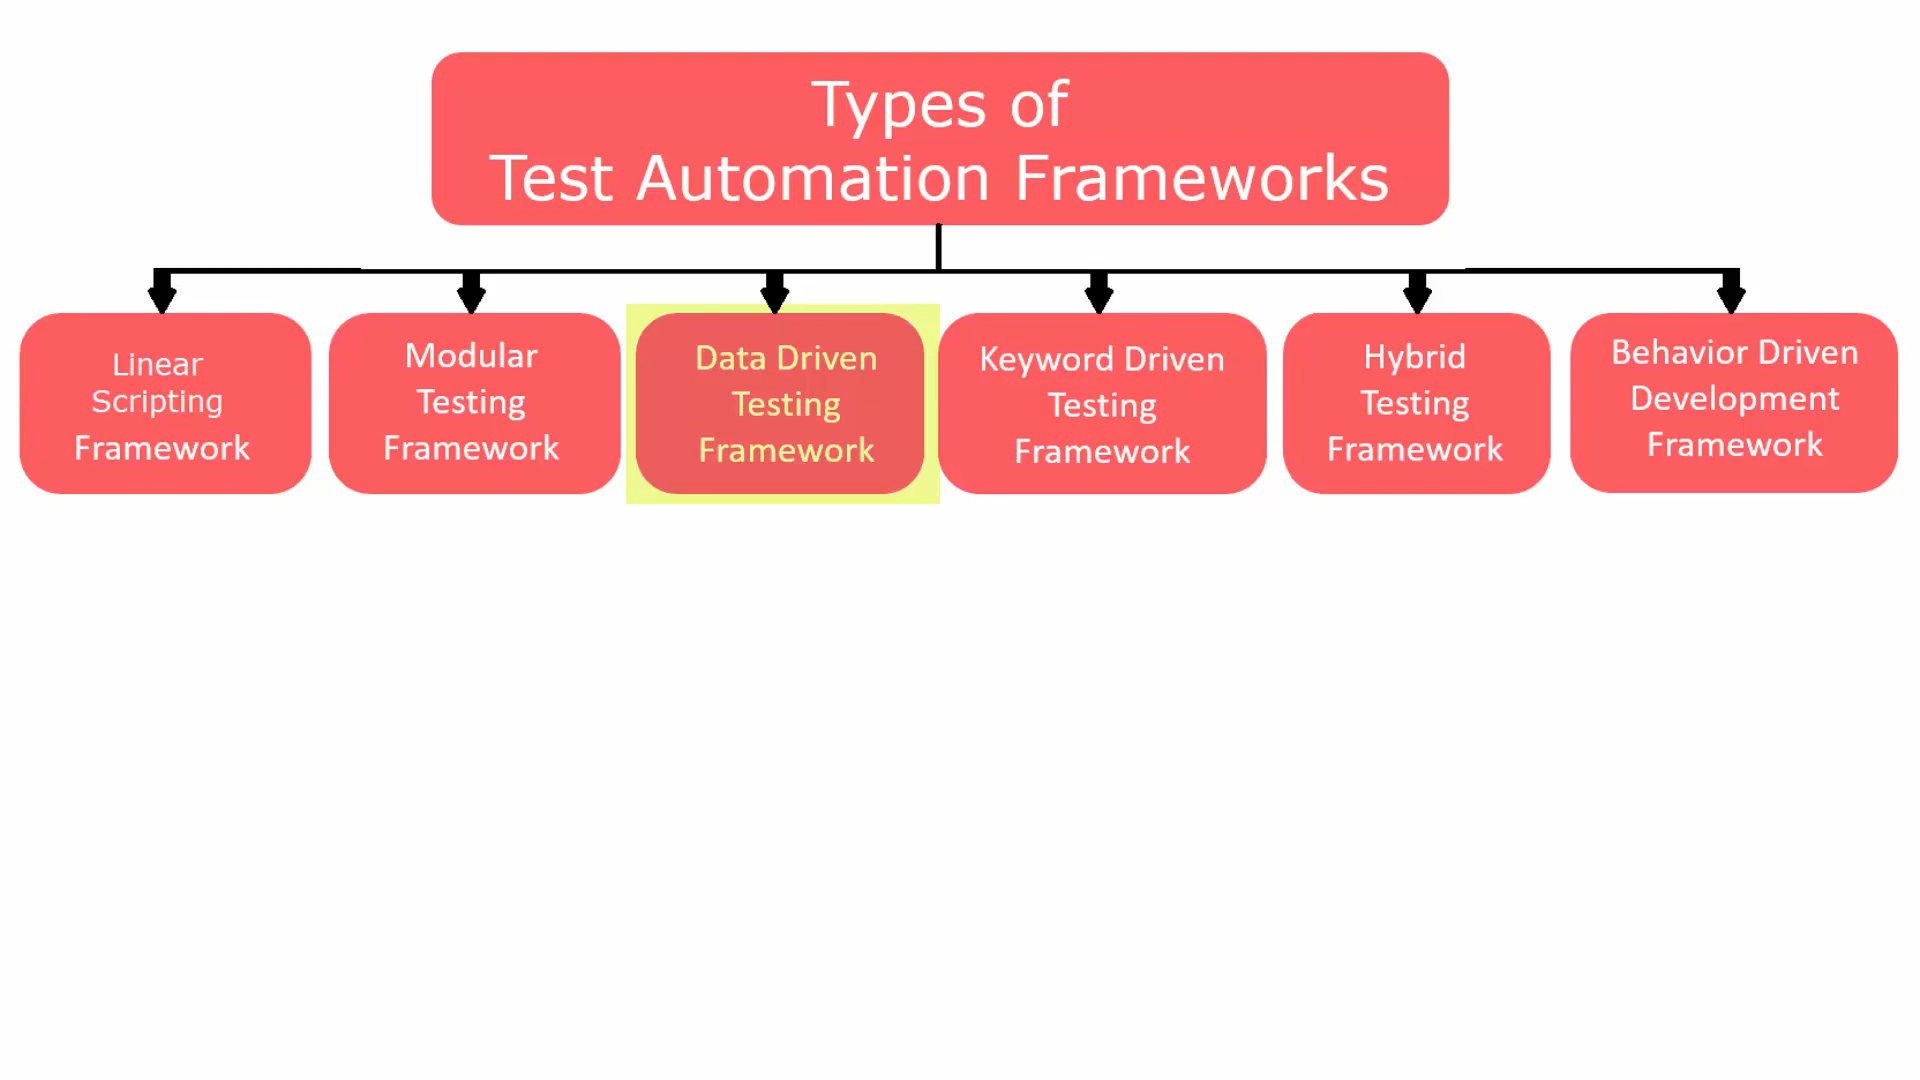 Types of
Test Automation Frameworks
Linear
Scripting
Framework
Modular
Testing
Framework
Data Driven
Testing
Framework
Keyword Driven
Testing
Framework
Hybrid
Testing
Framework
Behavior Driven
Development
Framework